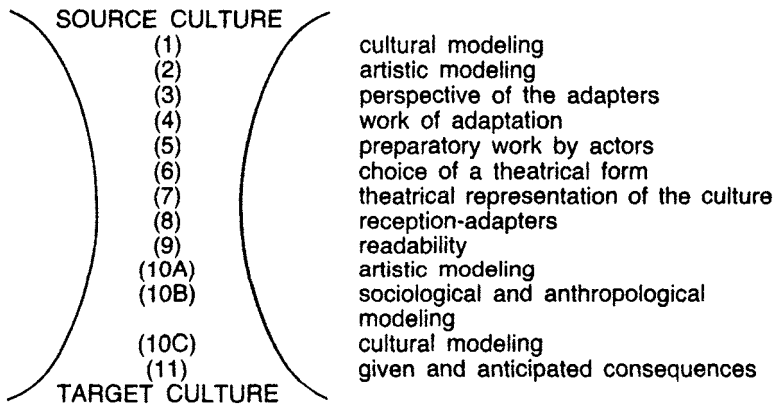 SOURCE CULTURE
(1) cultural modeling
(2) artistic modeling
(3) perspective of the adapters
(4) work of adaptation
(5) preparatory work by actors
(6) choice of a theatrical form
(7) theatrical representation of the culture
(8) reception-adapters
(9) readability
(10A) artistic modeling
(10B) sociological and anthropological
modeling
(10C) cultural modeling
(11) given and anticipated consequences
TARGET CULTURE